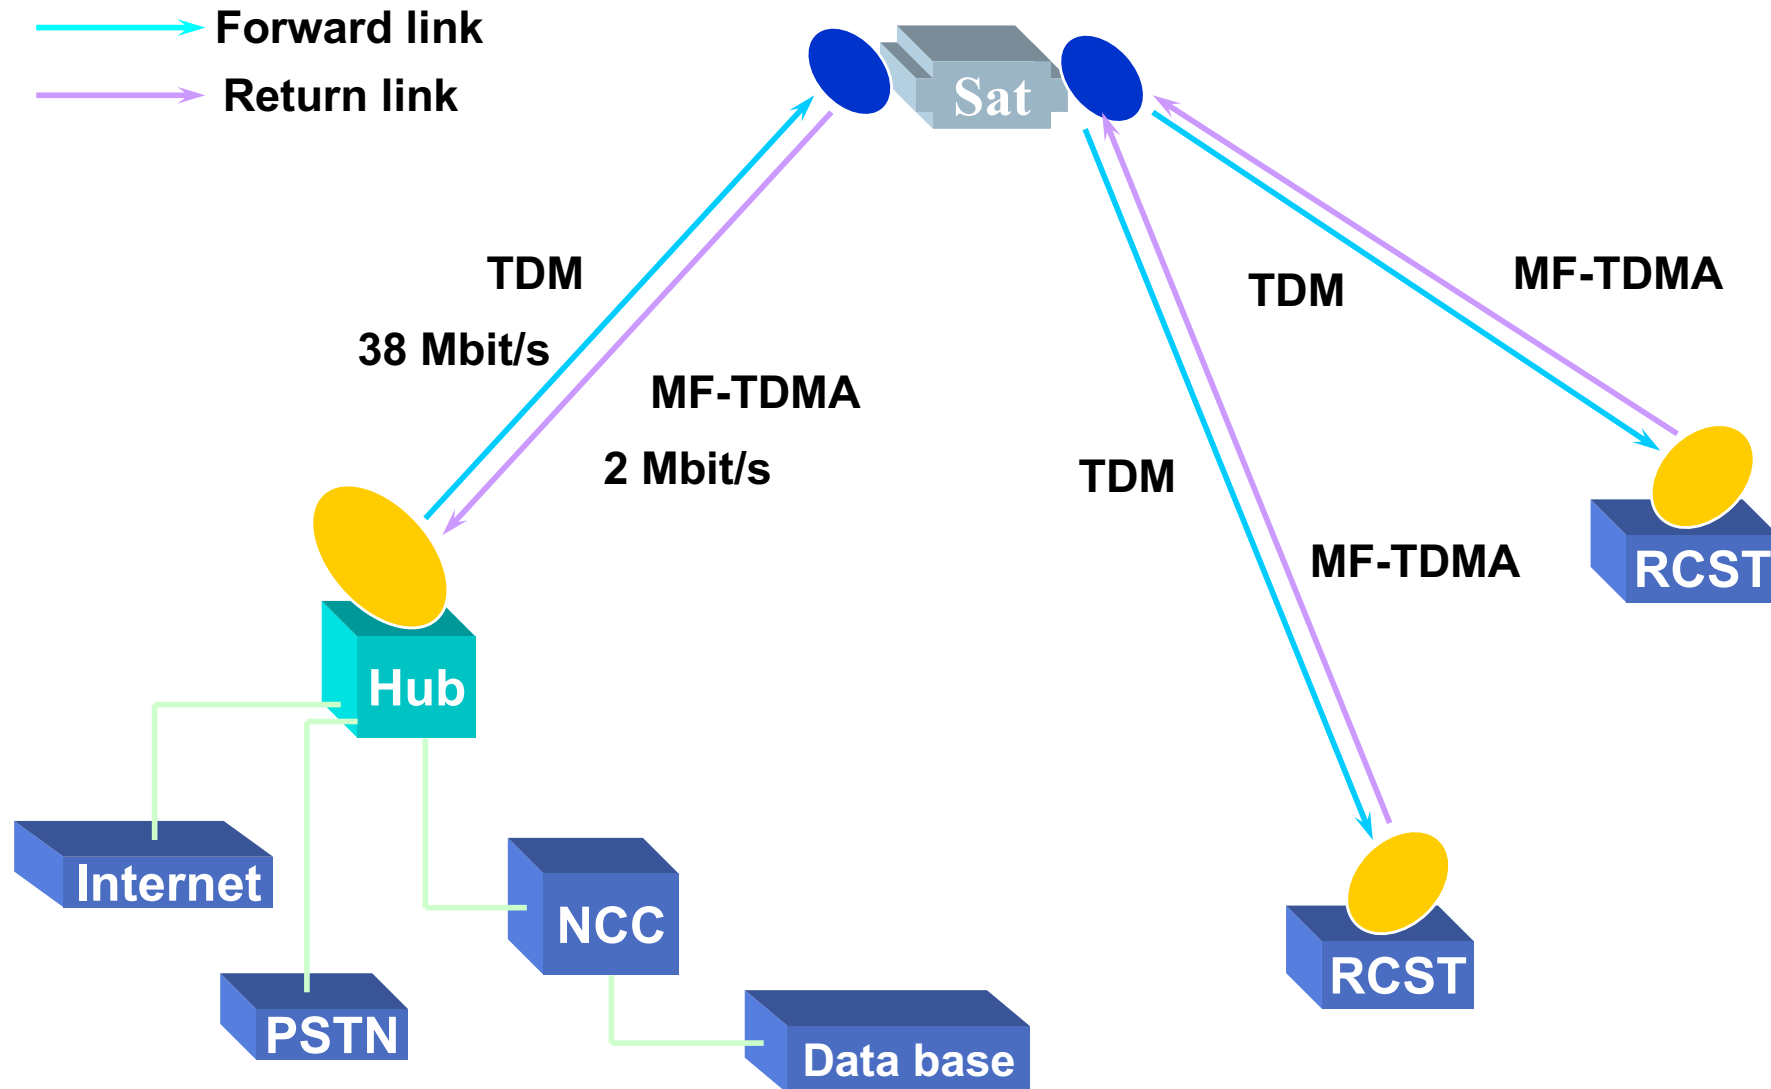 Forward link
Return link
Sat
TDM
38 Mbit/s
MF-TDMA
2 Mbit/s
TDM
MF-TDMA
TDM
MF-TDMA
RCST
Hub
Internet
NCC
RCST
PSTN
Data base